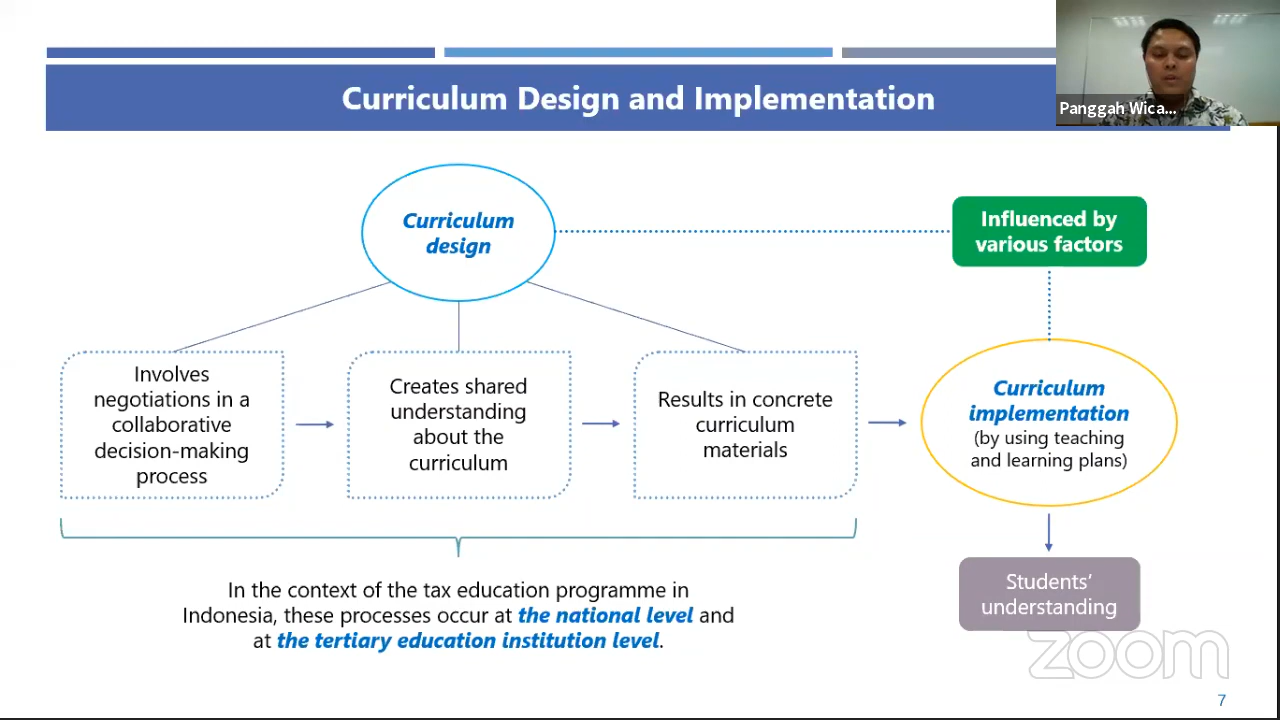 Curriculum Design and Implementation
Panggah Wica...
Curriculum
design
Influenced by
various factors
Involves
negotiations in a
collaborative
decision-making
process
Creates shared
understanding
about the
curriculum
Results in concrete
curriculum
materials
Curriculum
implementation
(by using teaching
and learning plans)
In the context of the tax education programme in
Indonesia, these processes occur at the national level and
at the tertiary education institution level.
Students’
understanding
zoom
7